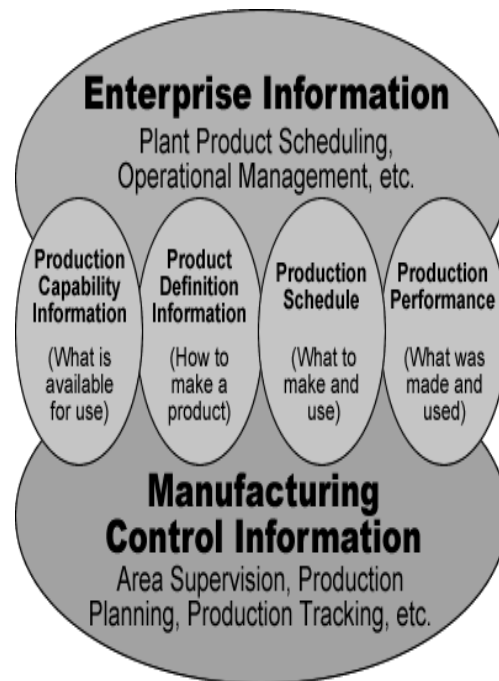 Enterprise Information
Plant Product Scheduling,
Operational Management, etc.
Production
Capability
Information
(What is
available
for use)
Product
Definition
Information
(How to
make a
product)
Production
Schedule
(What to
make and
use)
Production
Performance
(What was
made and
used)
Manufacturing
Control Information
Area Supervision, Production
Planning, Production Tracking, etc.